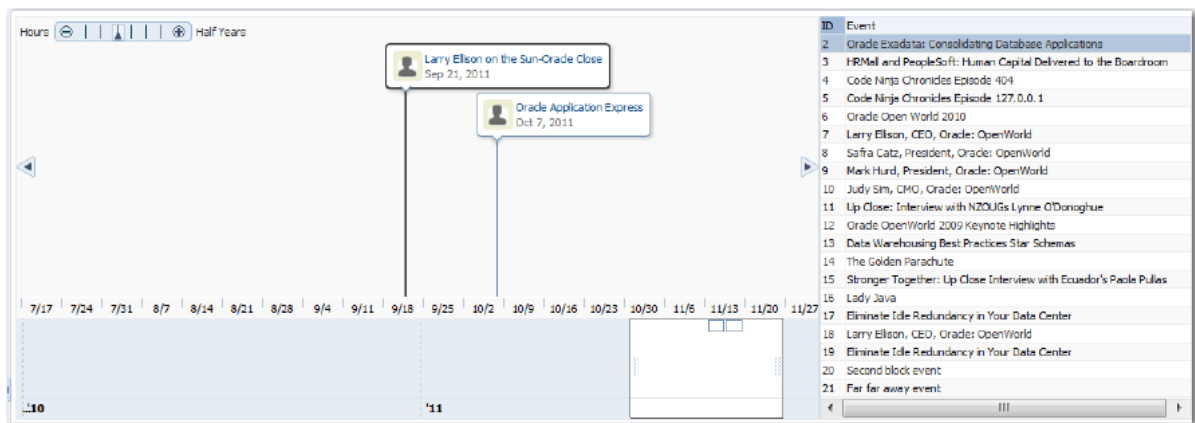 Hours
Half Years
Larry Ellison on the Sun-Oracle Close
Sep 21, 2011
Oracle Application Express
Oct 7, 2011
7/17 7/24 7/31 8/7 8/14 8/21 8/28 9/4 9/11 9/18 9/25 10/2 10/9 10/16 10/23 10/30 11/6 11/13 11/20 11/27
..'10 '11
ID Event
2 Oracle Exadata: Consolidating Database Applications
3 HRMall and PeopleSoft: Human Capital Delivered to the Boardroom
4 Code Ninja Chronicles Episode 404
5 Code Ninja Chronicles Episode 127.0.0.1
6 Oracle Open World 2010
7 Larry Ellison, CEO, Oracle: OpenWorld
8 Safra Catz, President, Oracle: OpenWorld
9 Mark Hurd, President, Oracle: OpenWorld
10 Judy Sim, CMO, Oracle: OpenWorld
11 Up Close: Interview with NZOUGs Lynne O'Donoghue
12 Oracle OpenWorld 2009 Keynote Highlights
13 Data Warehousing Best Practices Star Schemas
14 The Golden Parachute
15 Stronger Together: Up Close Interview with Ecuador's Paola Pullas
16 Lady Java
17 Eliminate Idle Redundancy in Your Data Center
18 Larry Ellison, CEO, Oracle: OpenWorld
19 Eliminate Idle Redundancy in Your Data Center
20 Second block event
21 Far far away event